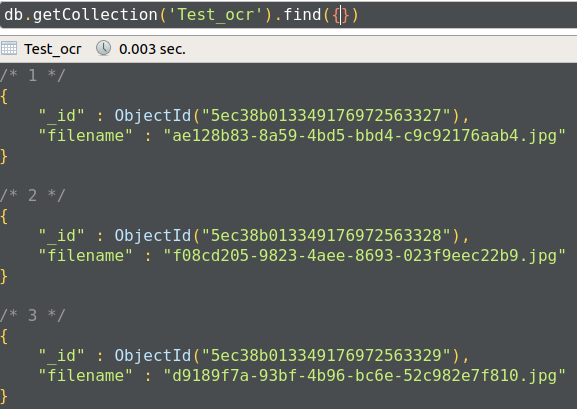 db.getCollection('Test_ocr').find({})
Test_ocr 0.003 sec.
/* 1 */
{
    "_id" : ObjectId("5ec38b013349176972563327"),
    "filename" : "ae128b83-8a59-4bd5-bbd4-c9c92176aab4.jpg"
}
/* 2 */
{
    "_id" : ObjectId("5ec38b013349176972563328"),
    "filename" : "f08cd205-9823-4aee-8693-023f9eec22b9.jpg"
}
/* 3 */
{
    "_id" : ObjectId("5ec38b013349176972563329"),
    "filename" : "d9189f7a-93bf-4b96-bc6e-52c982e7f810.jpg"
}